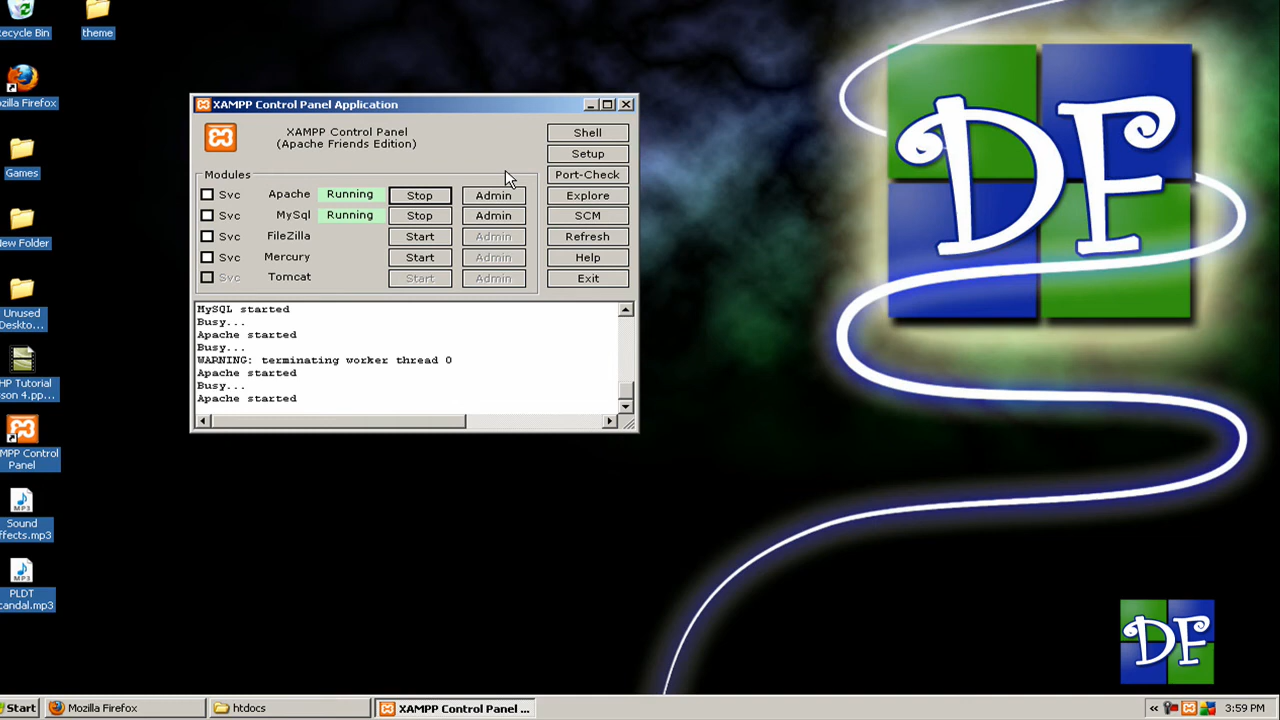 ecycle Bin
theme
zilla Firefox
Games
New Folder
Unused
Deskto...
HP Tutorial
son 4.pp...
MPP Control
Panel
Sound
ffects.mp3
PLDT
candal.mp3
XAMPP Control Panel Application
XAMPP Control Panel
(Apache Friends Edition)
Shell
Setup
Modules
Port-Check
Svc Apache Running Stop Admin Explore
Svc MySql Running Stop Admin SCM
Svc FileZilla Start Admin Refresh
Svc Mercury Start Admin Help
Svc Tomcat Start Admin Exit
MySQL started
Busy...
Apache started
Busy...
WARNING: terminating worker thread 0
Apache started
Busy...
Apache started
DF
DF
Start
Mozilla Firefox
htdocs
XAMPP Control Panel ...
3:59 PM